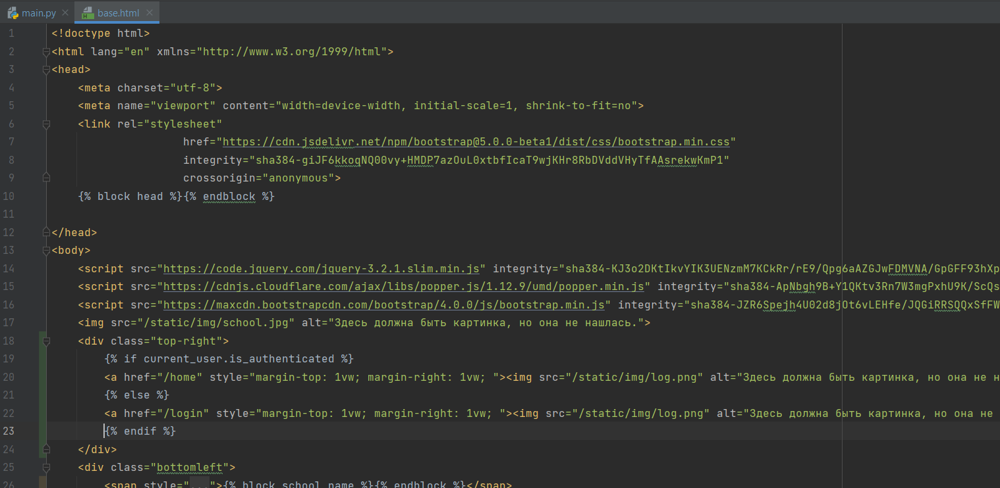 main.py
base.html
1 <!doctype html>
2 <html lang="en" xmlns="http://www.w3.org/1999/html">
3 <head>
4 <meta charset="utf-8">
5 <meta name="viewport" content="width=device-width, initial-scale=1, shrink-to-fit=no">
6 <link rel="stylesheet"
7 href="https://cdn.jsdelivr.net/npm/bootstrap@5.0.0-beta1/dist/css/bootstrap.min.css"
8 integrity="sha384-giJF6kkoqNQ00vy+HMDP7azOuL0xtbfIcaT9wjKHr8RbDVddVHyTfAAsrekwKmP1"
9 crossorigin="anonymous">
10 {% block head %}{% endblock %}
11
12 </head>
13 <body>
14 <script src="https://code.jquery.com/jquery-3.2.1.slim.min.js" integrity="sha384-KJ3o2DKtIkvYIK3UENzmM7KCkRr/rE9/Qpg6aAZGJwFDMVNA/GpGFF93hXp
15 <script src="https://cdnjs.cloudflare.com/ajax/libs/popper.js/1.12.9/umd/popper.min.js" integrity="sha384-ApNbgh9B+Y1QKtv3Rn7W3mgPxhU9K/ScQs
16 <script src="https://maxcdn.bootstrapcdn.com/bootstrap/4.0.0/js/bootstrap.min.js" integrity="sha384-JZR6Spejh4U02d8jOt6vLEHfe/JQGiRRSQQxSfFW
17 <img src="/static/img/school.jpg" alt="Здесь должна быть картинка, но она не нашлась.">
18 <div class="top-right">
19 {% if current_user.is_authenticated %}
20 <a href="/home" style="margin-top: 1vw; margin-right: 1vw; "><img src="/static/img/log.png" alt="Здесь должна быть картинка, но она не н
21 {% else %}
22 <a href="/login" style="margin-top: 1vw; margin-right: 1vw; "><img src="/static/img/log.png" alt="Здесь должна быть картинка, но она не
23 {% endif %}
24 </div>
25 <div class="bottomleft">
26 <span style="...">{% block school_name %}{% endblock %}</span>